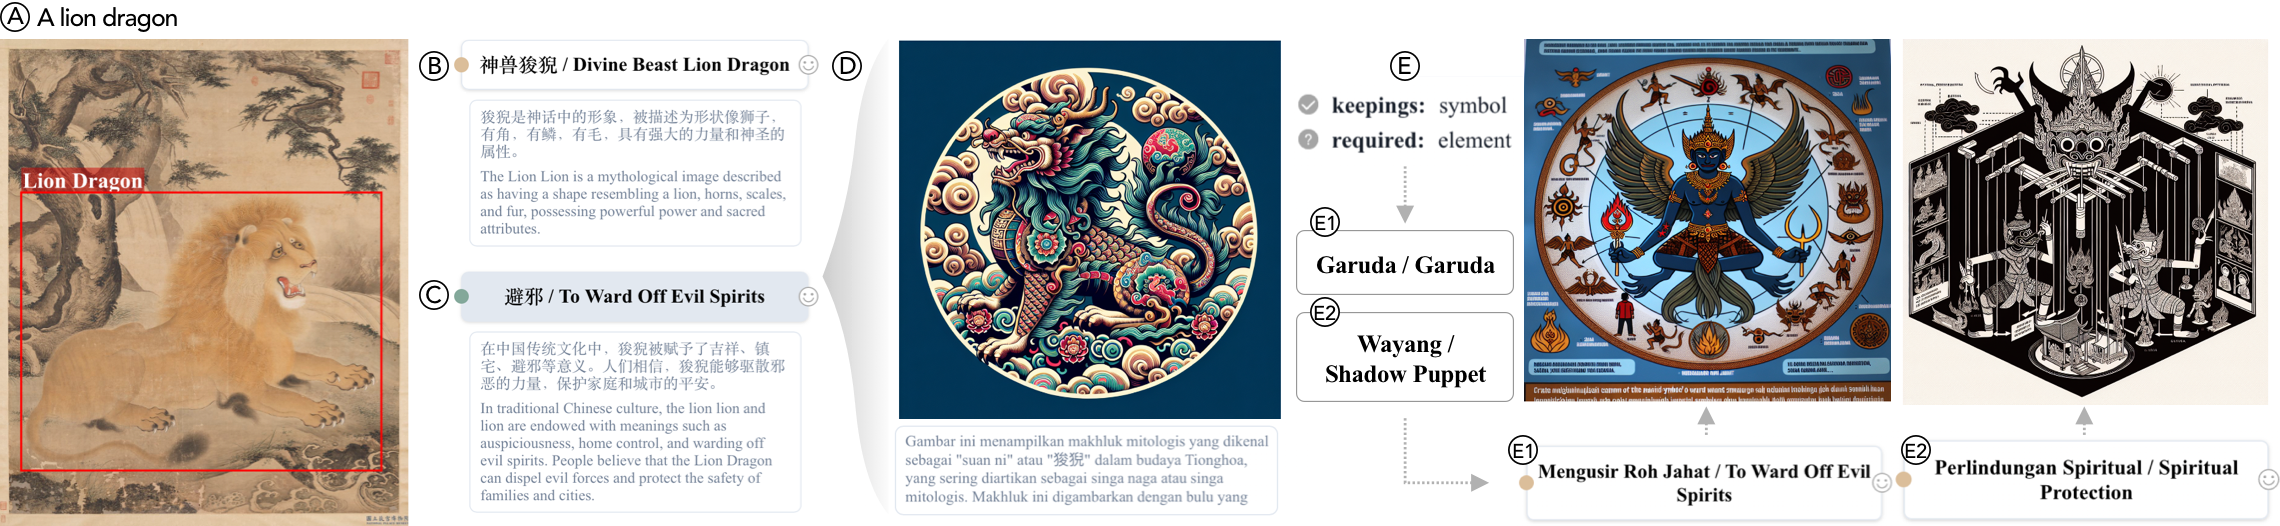 A A lion dragon
Lion Dragon
B 神兽狻猊 / Divine Beast Lion Dragon
狻猊是神话中的形象，被描述为形状像狮子，
有角，有鳞，有毛，具有强大的力量和神圣的
属性。
The Lion Lion is a mythological image described
as having a shape resembling a lion, horns, scales,
and fur, possessing powerful power and sacred
attributes.
C 避邪 / To Ward Off Evil Spirits
在中国传统文化中，狻猊被赋予了吉祥、镇
宅、避邪等意义。人们相信，狻猊能够驱散邪
恶的力量，保护家庭和城市的平安。
In traditional Chinese culture, the lion lion and
lion are endowed with meanings such as
auspiciousness, home control, and warding off
evil spirits. People believe that the Lion Dragon
can dispel evil forces and protect the safety of
families and cities.
D
Gambar ini menampilkan makhluk mitologis yang dikenal
sebagai "suan ni" atau "狻猊" dalam budaya Tionghoa,
yang sering diartikan sebagai singa naga atau singa
mitologis. Makhluk ini digambarkan dengan bulu yang
E
keepings: symbol
required: element
E1
Garuda / Garuda
E2
Wayang /
Shadow Puppet
E1
Mengusir Roh Jahat / To Ward Off Evil
Spirits
E2
Perlindungan Spiritual / Spiritual
Protection